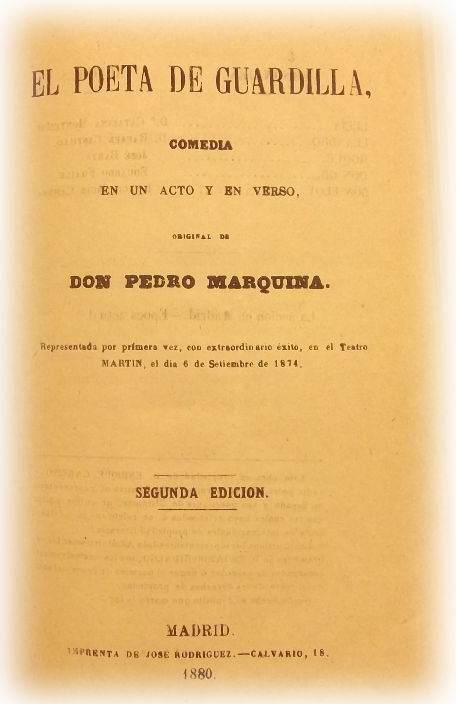 EL POETA DE GUARDILLA,
COMEDIA
EN UN ACTO Y EN VERSO,
ORIGINAL DE
DON PEDRO MARQUINA.
Representada por primera vez, con extraordinario éxito, en el Teatro
MARTIN, el dia 6 de Setiembre de 1874.
SEGUNDA EDICION.
MADRID.
IMPRENTA DE JOSE RODRIGUEZ.—CALVARIO, 18.
1880.